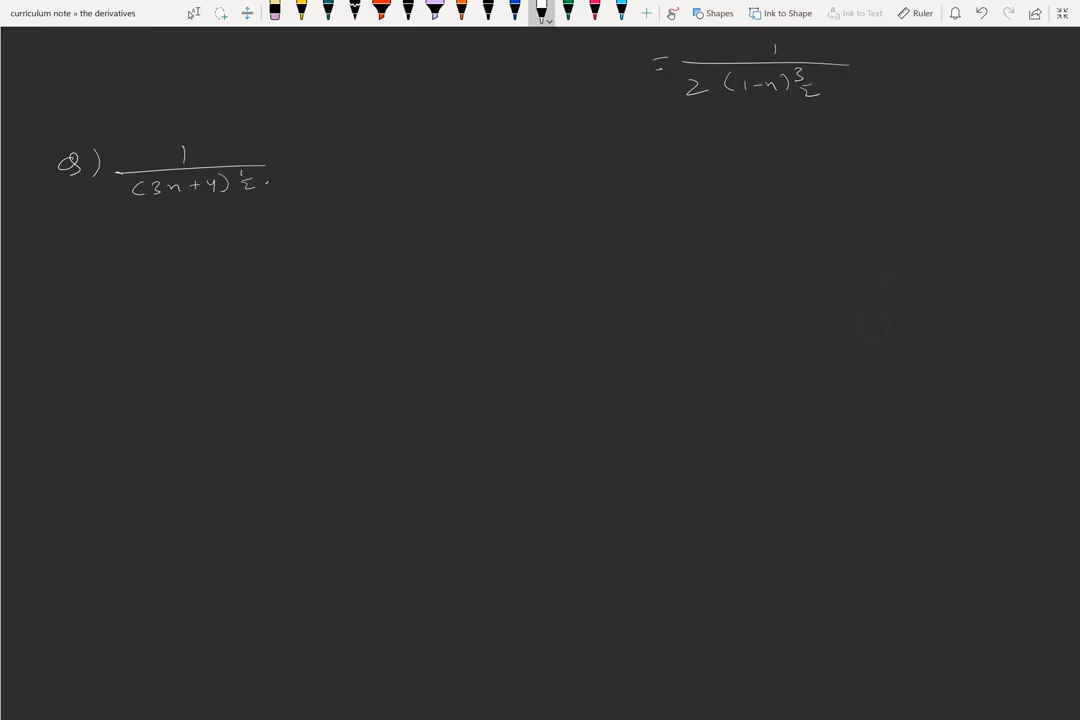 curriculum note » the derivatives
Shapes
Ink to Shape
Ink to Text
Ruler
= 1
2 (1-x) 3/2
Q) 1
(3x+4) 1/2 .